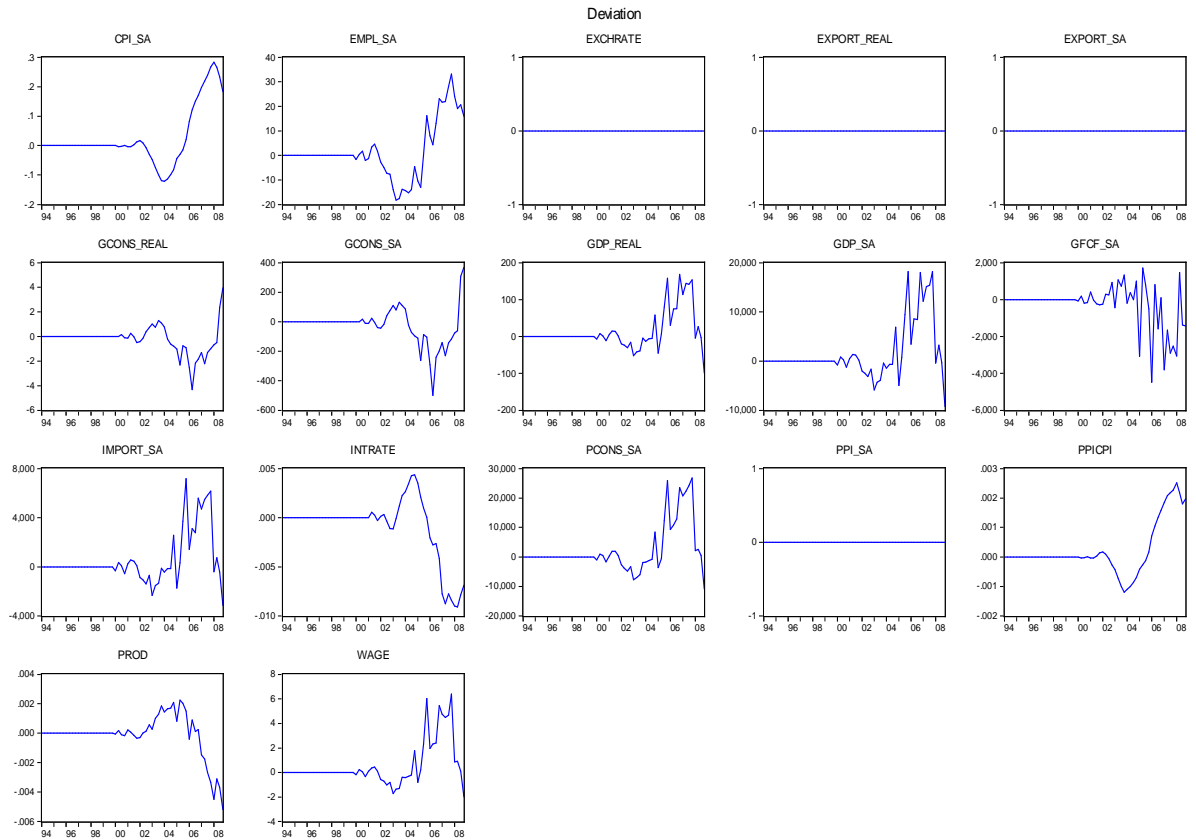 Deviation
CPI_SA EMPL_SA EXCHRATE EXPORT_REAL EXPORT_SA
.3 40 1 1 1
30
.2
20
.1 10 0 0 0
0
.0
-10
-.1
-.2 -20 -1 -1 -1
94 96 98 00 02 04 06 08 94 96 98 00 02 04 06 08 94 96 98 00 02 04 06 08 94 96 98 00 02 04 06 08 94 96 98 00 02 04 06 08
GCONS_REAL GCONS_SA GDP_REAL GDP_SA GFCF_SA
6 400 200 20,000 2,000
4 200 100 0
2 0 10,000
0 -200 0 -2,000
-2 0
-4 -400 -100 -4,000
-6 -600 -200 -10,000 -6,000
94 96 98 00 02 04 06 08 94 96 98 00 02 04 06 08 94 96 98 00 02 04 06 08 94 96 98 00 02 04 06 08 94 96 98 00 02 04 06 08
IMPORT_SA INTRATE PCONS_SA PPI_SA PPICPI
8,000 .005 30,000 1 .003
20,000 .002
4,000 .000 10,000 .001
0 0 .000
0 -.005 -10,000 -.001
-4,000 -.010 -20,000 -1 -.002
94 96 98 00 02 04 06 08 94 96 98 00 02 04 06 08 94 96 98 00 02 04 06 08 94 96 98 00 02 04 06 08 94 96 98 00 02 04 06 08
PROD WAGE
.004 8
6
.002
4
.000 2
-.002 0
-.004 -2
-.006 -4
94 96 98 00 02 04 06 08 94 96 98 00 02 04 06 08